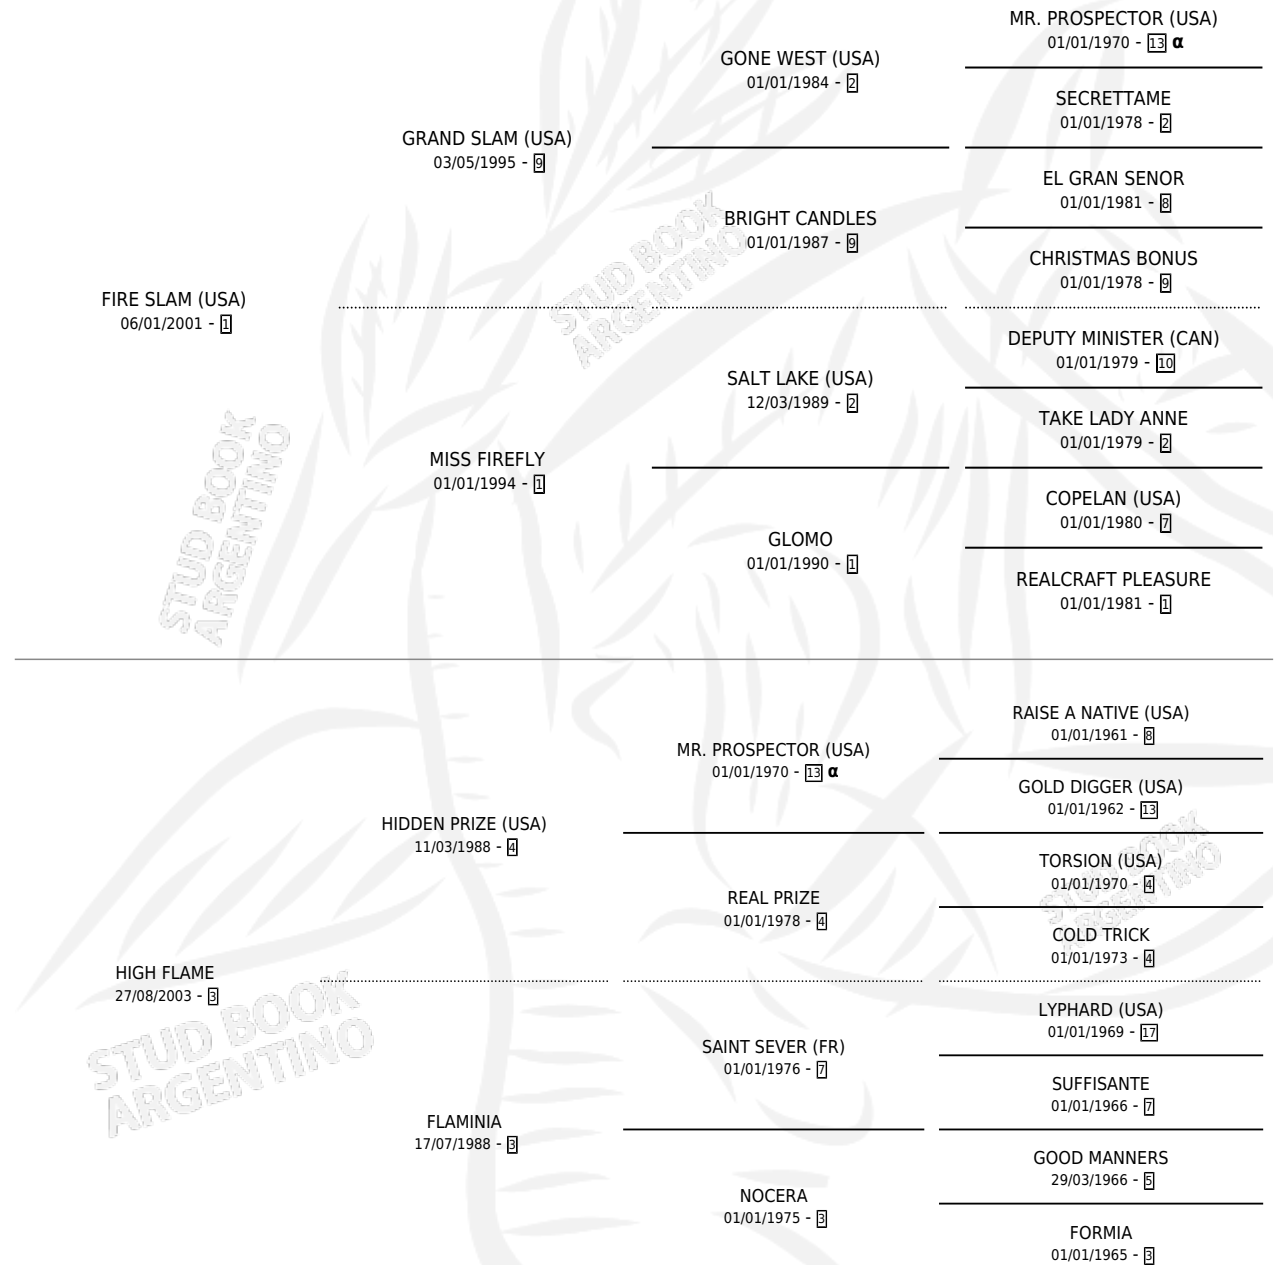 MR. PROSPECTOR (USA)
01/01/1970 - 13 α
GONE WEST (USA)
01/01/1984 - 2
SECRETTAME
01/01/1978 - 2
GRAND SLAM (USA)
03/05/1995 - 9
EL GRAN SENOR
01/01/1981 - 8
BRIGHT CANDLES
01/01/1987 - 9
CHRISTMAS BONUS
01/01/1978 - 9
STUD BOOK
ARGENTINO
FIRE SLAM (USA)
06/01/2001 - 1
DEPUTY MINISTER (CAN)
01/01/1979 - 10
SALT LAKE (USA)
12/03/1989 - 2
TAKE LADY ANNE
01/01/1979 - 2
MISS FIREFLY
01/01/1994 - 1
COPELAN (USA)
01/01/1980 - 7
GLOMO
01/01/1990 - 1
REALCRAFT PLEASURE
01/01/1981 - 1
STUD BOOK
ARGENTINO
RAISE A NATIVE (USA)
01/01/1961 - 8
MR. PROSPECTOR (USA)
01/01/1970 - 13 α
GOLD DIGGER (USA)
01/01/1962 - 13
HIDDEN PRIZE (USA)
11/03/1988 - 4
TORSION (USA)
01/01/1970 - 4
REAL PRIZE
01/01/1978 - 4
COLD TRICK
01/01/1973 - 4
STUD BOOK
ARGENTINO
HIGH FLAME
27/08/2003 - 3
LYPHARD (USA)
01/01/1969 - 17
SAINT SEVER (FR)
01/01/1976 - 7
SUFFISANTE
01/01/1966 - 7
STUD BOOK
ARGENTINO
FLAMINIA
17/07/1988 - 3
GOOD MANNERS
29/03/1966 - 5
NOCERA
01/01/1975 - 3
FORMIA
01/01/1965 - 3